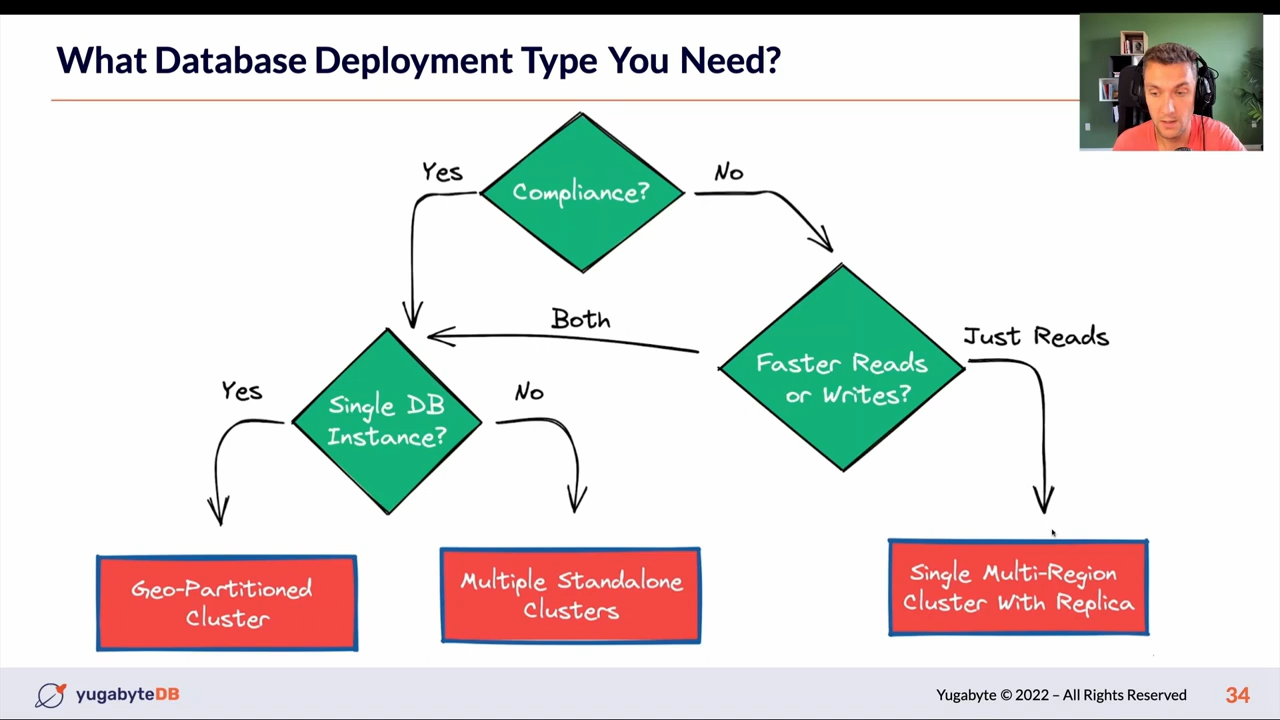 What Database Deployment Type You Need?
Yes
Compliance?
No
Both
Faster Reads
or Writes?
Just Reads
Yes
Single DB
Instance?
No
Geo-Partitioned
Cluster
Multiple Standalone
Clusters
Single Multi-Region
Cluster With Replica
yugabyteDB
Yugabyte © 2022 – All Rights Reserved
34